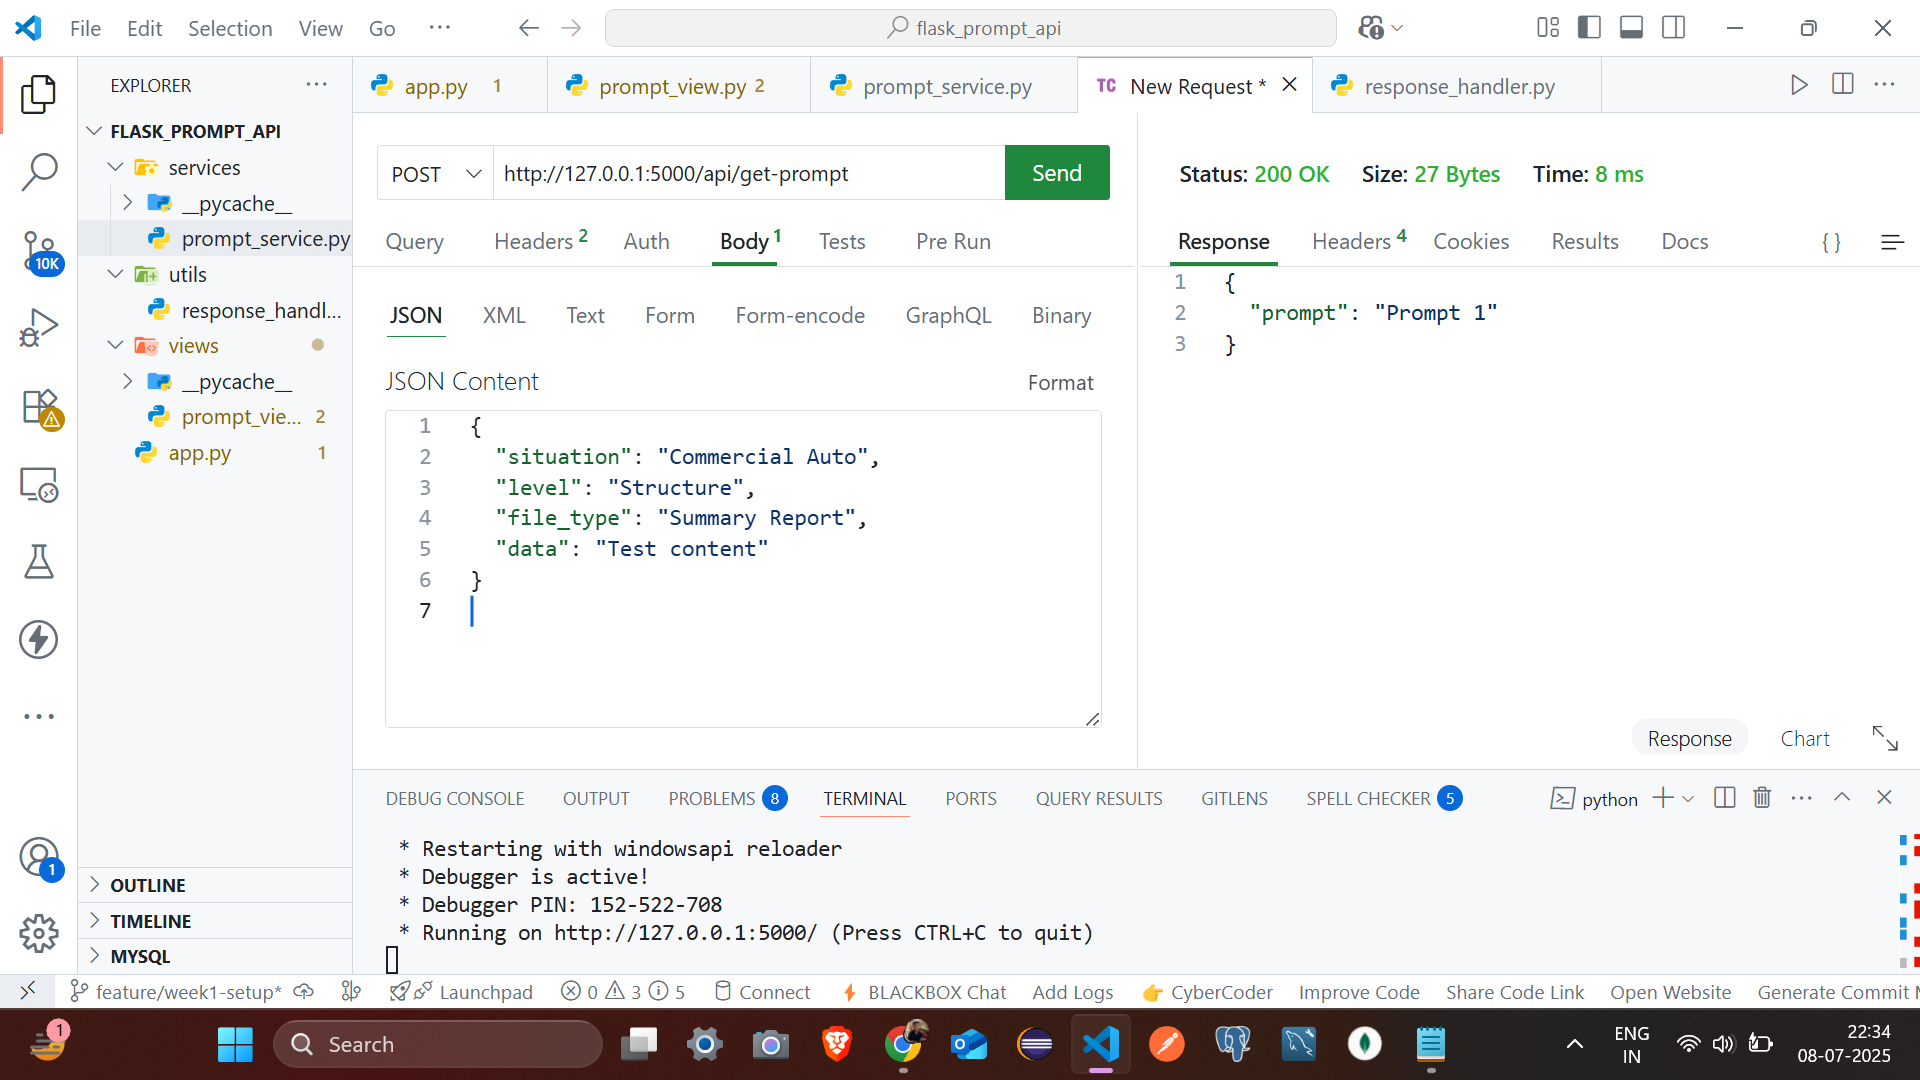 File Edit Selection View Go ··· flask_prompt_api
EXPLORER ···
FLASK_PROMPT_API
services
__pycache__
prompt_service.py
utils
response_handl...
views
__pycache__
prompt_vie... 2
app.py 1
OUTLINE
TIMELINE
MYSQL
10K
1
app.py 1 prompt_view.py 2 prompt_service.py TC New Request * response_handler.py ···
POST http://127.0.0.1:5000/api/get-prompt Send
Query Headers 2 Auth Body 1 Tests Pre Run
JSON XML Text Form Form-encode GraphQL Binary
JSON Content Format
1 {
2 "situation": "Commercial Auto",
3 "level": "Structure",
4 "file_type": "Summary Report",
5 "data": "Test content"
6 }
7
Status: 200 OK Size: 27 Bytes Time: 8 ms
Response Headers 4 Cookies Results Docs { }
1 {
2 "prompt": "Prompt 1"
3 }
Response Chart
DEBUG CONSOLE OUTPUT PROBLEMS 8 TERMINAL PORTS QUERY RESULTS GITLENS SPELL CHECKER 5 python ···
* Restarting with windowsapi reloader
* Debugger is active!
* Debugger PIN: 152-522-708
* Running on http://127.0.0.1:5000/ (Press CTRL+C to quit)
feature/week1-setup* Launchpad 0 3 5 Connect BLACKBOX Chat Add Logs CyberCoder Improve Code Share Code Link Open Website Generate Commit M
1 Search ENG 22:34
IN 08-07-2025